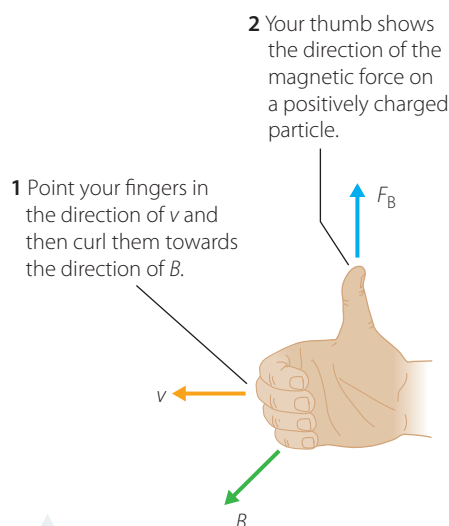 2 Your thumb shows
the direction of the
magnetic force on
a positively charged
particle.
1 Point your fingers in
the direction of v and
then curl them towards
the direction of B.
FB
v
B